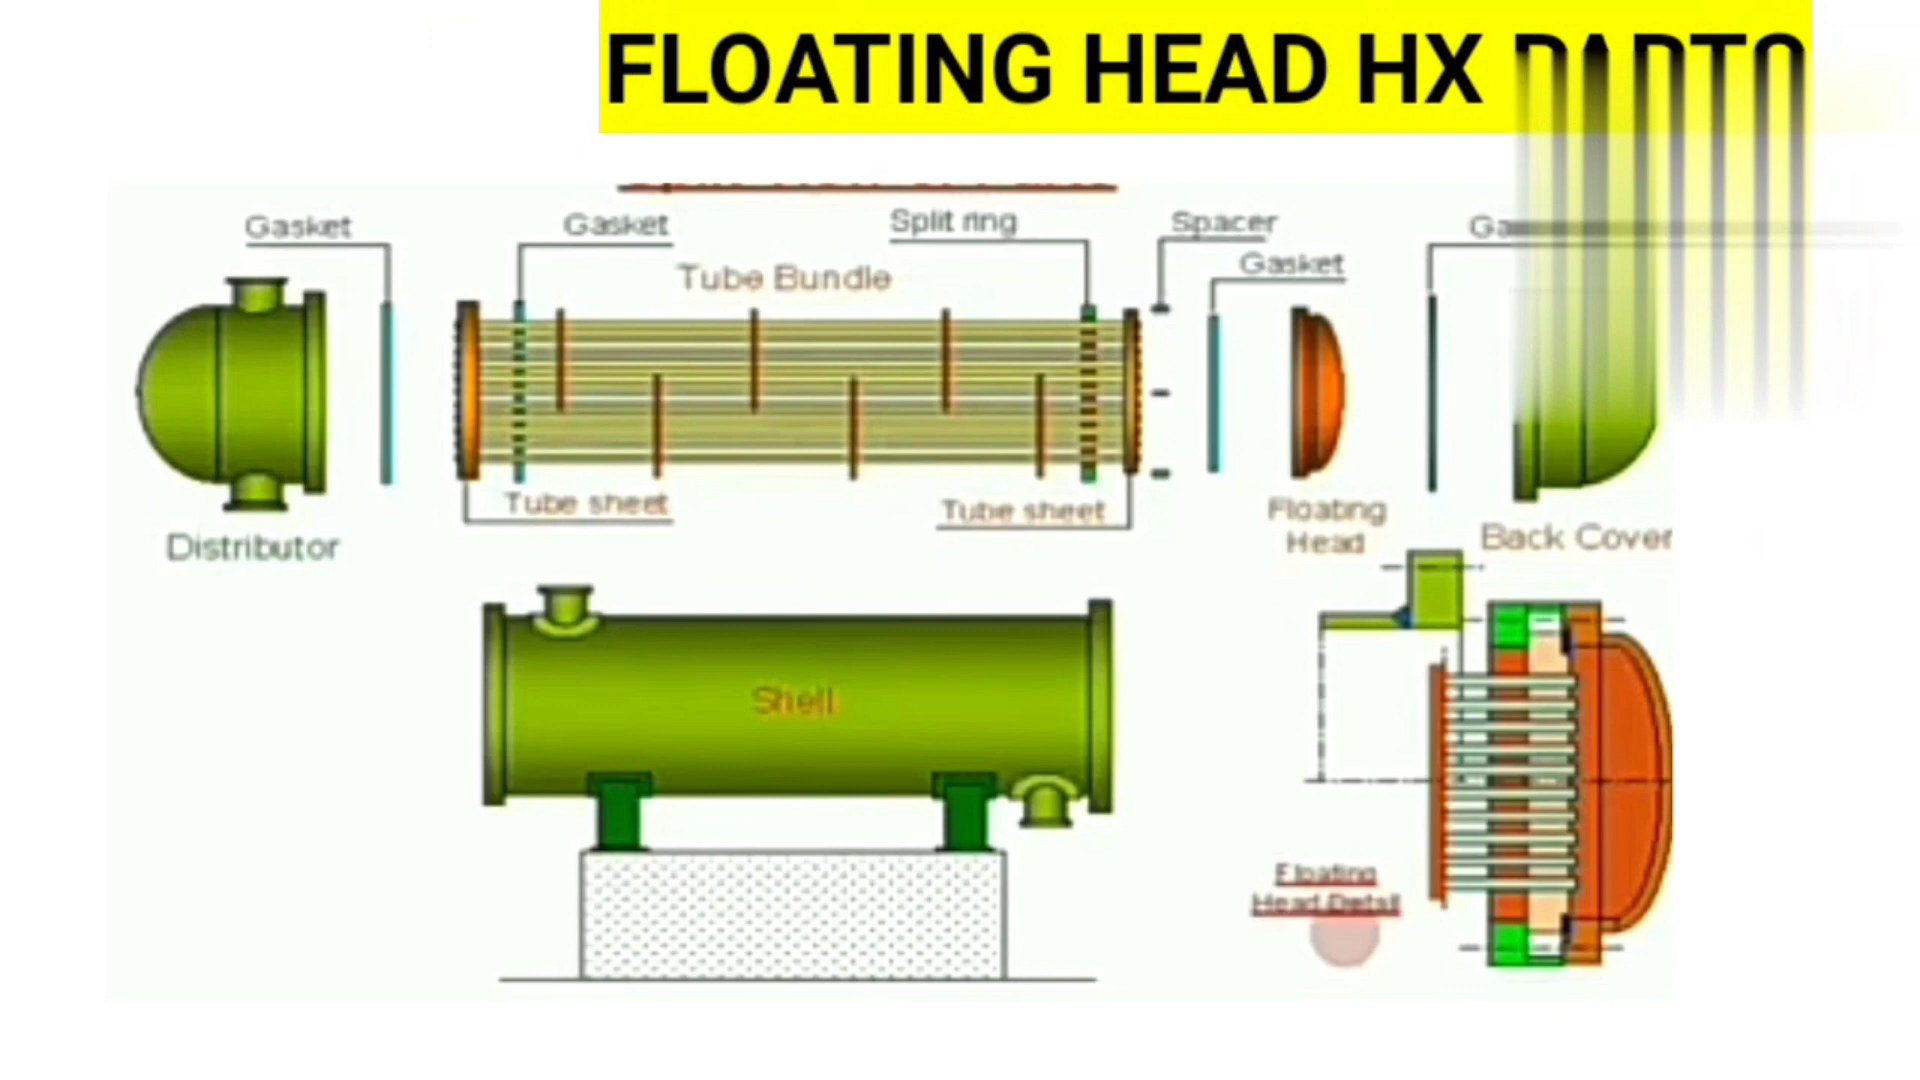 FLOATING HEAD HX
Gasket
Gasket
Split ring
Spacer
Gasket
Tube Bundle
Tube sheet
Tube sheet
Distributor
Floating
Head
Back Cover
Shell
Floating
Head Detail